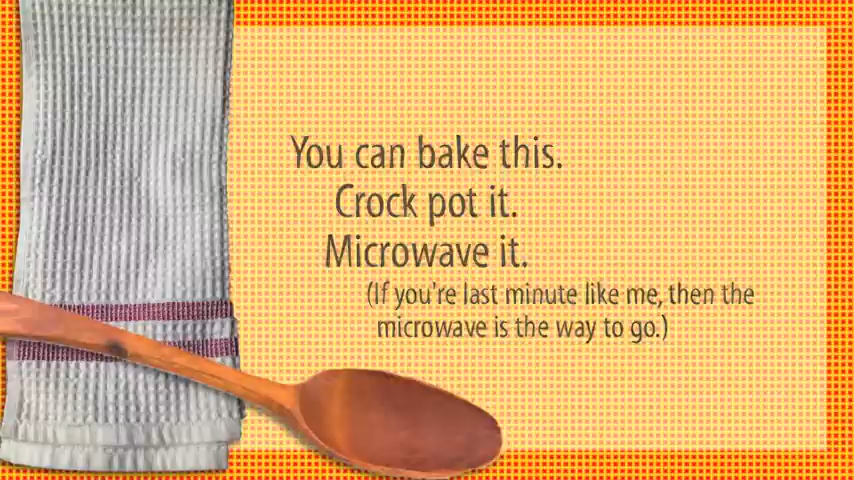 You can bake this.
Crock pot it.
Microwave it.
(If you're last minute like me, then the
microwave is the way to go.)